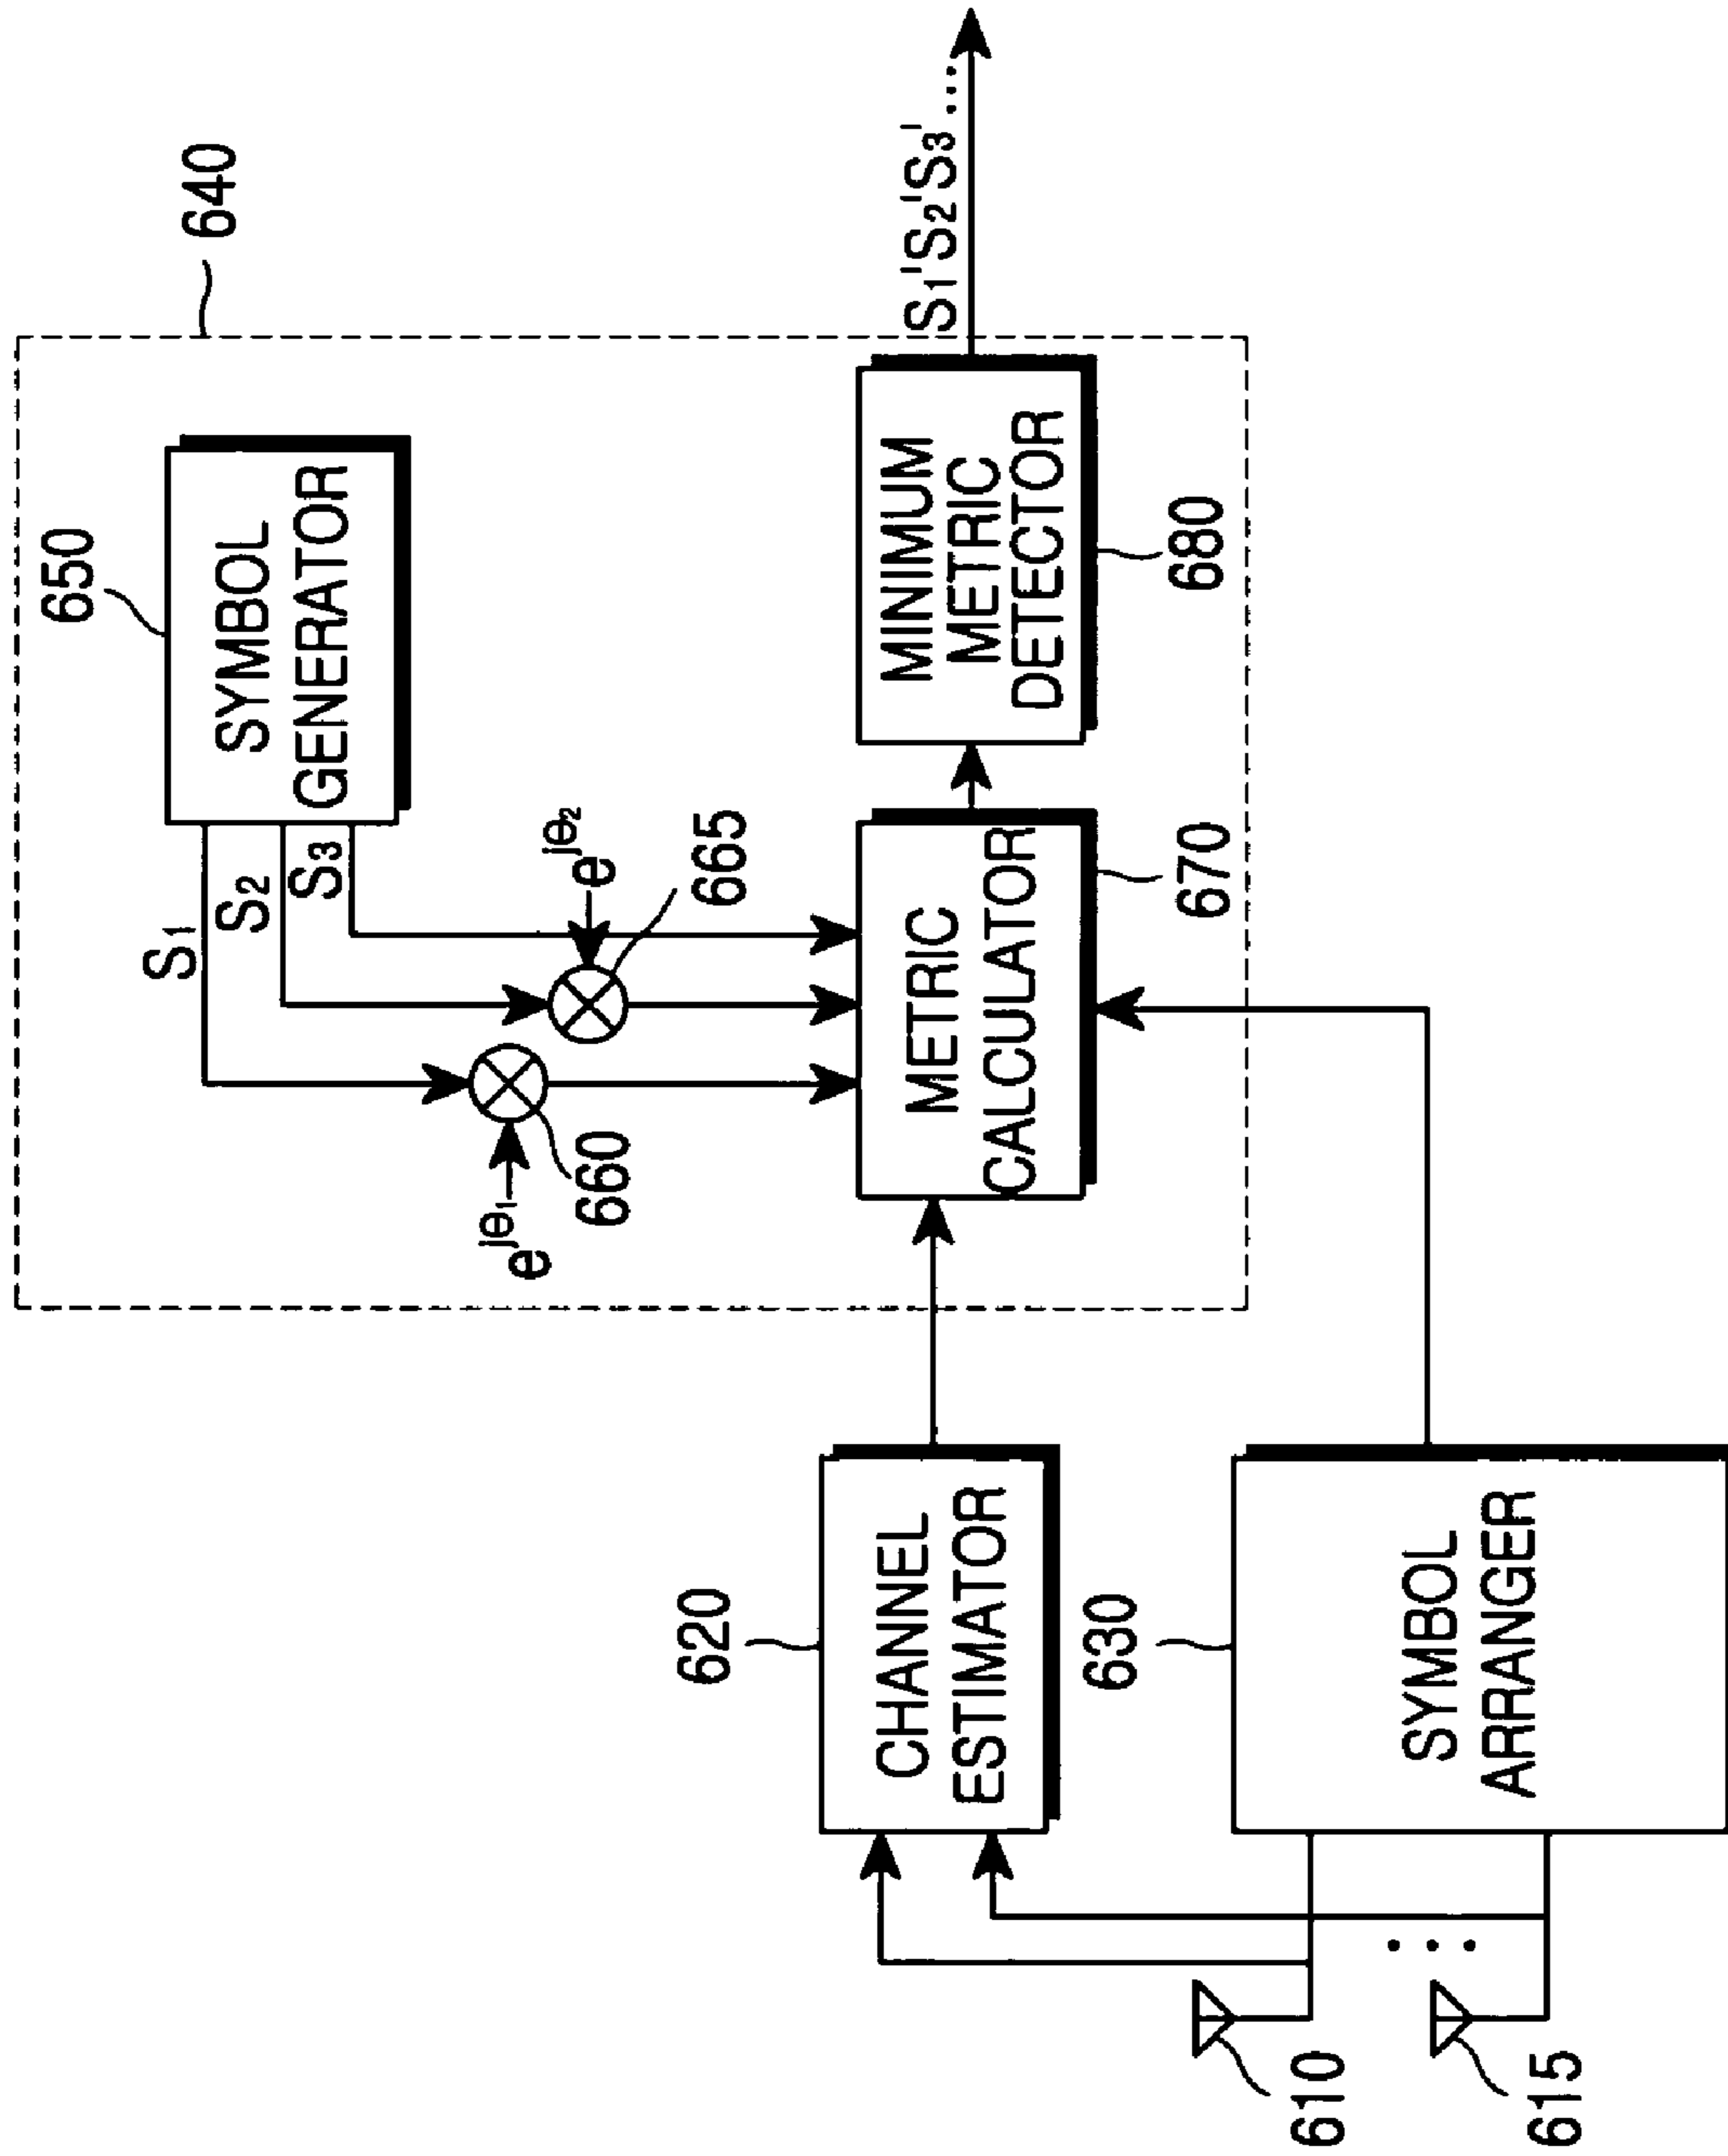 640
650
SYMBOL
GENERATOR
S1
S2
S3
e^jθ1
660
e^jθ2
665
620
CHANNEL
ESTIMATOR
METRIC
CALCULATOR
670
MINIMUM
METRIC
DETECTOR
680
S1'S2'S3'...
630
SYMBOL
ARRANGER
610
...
615